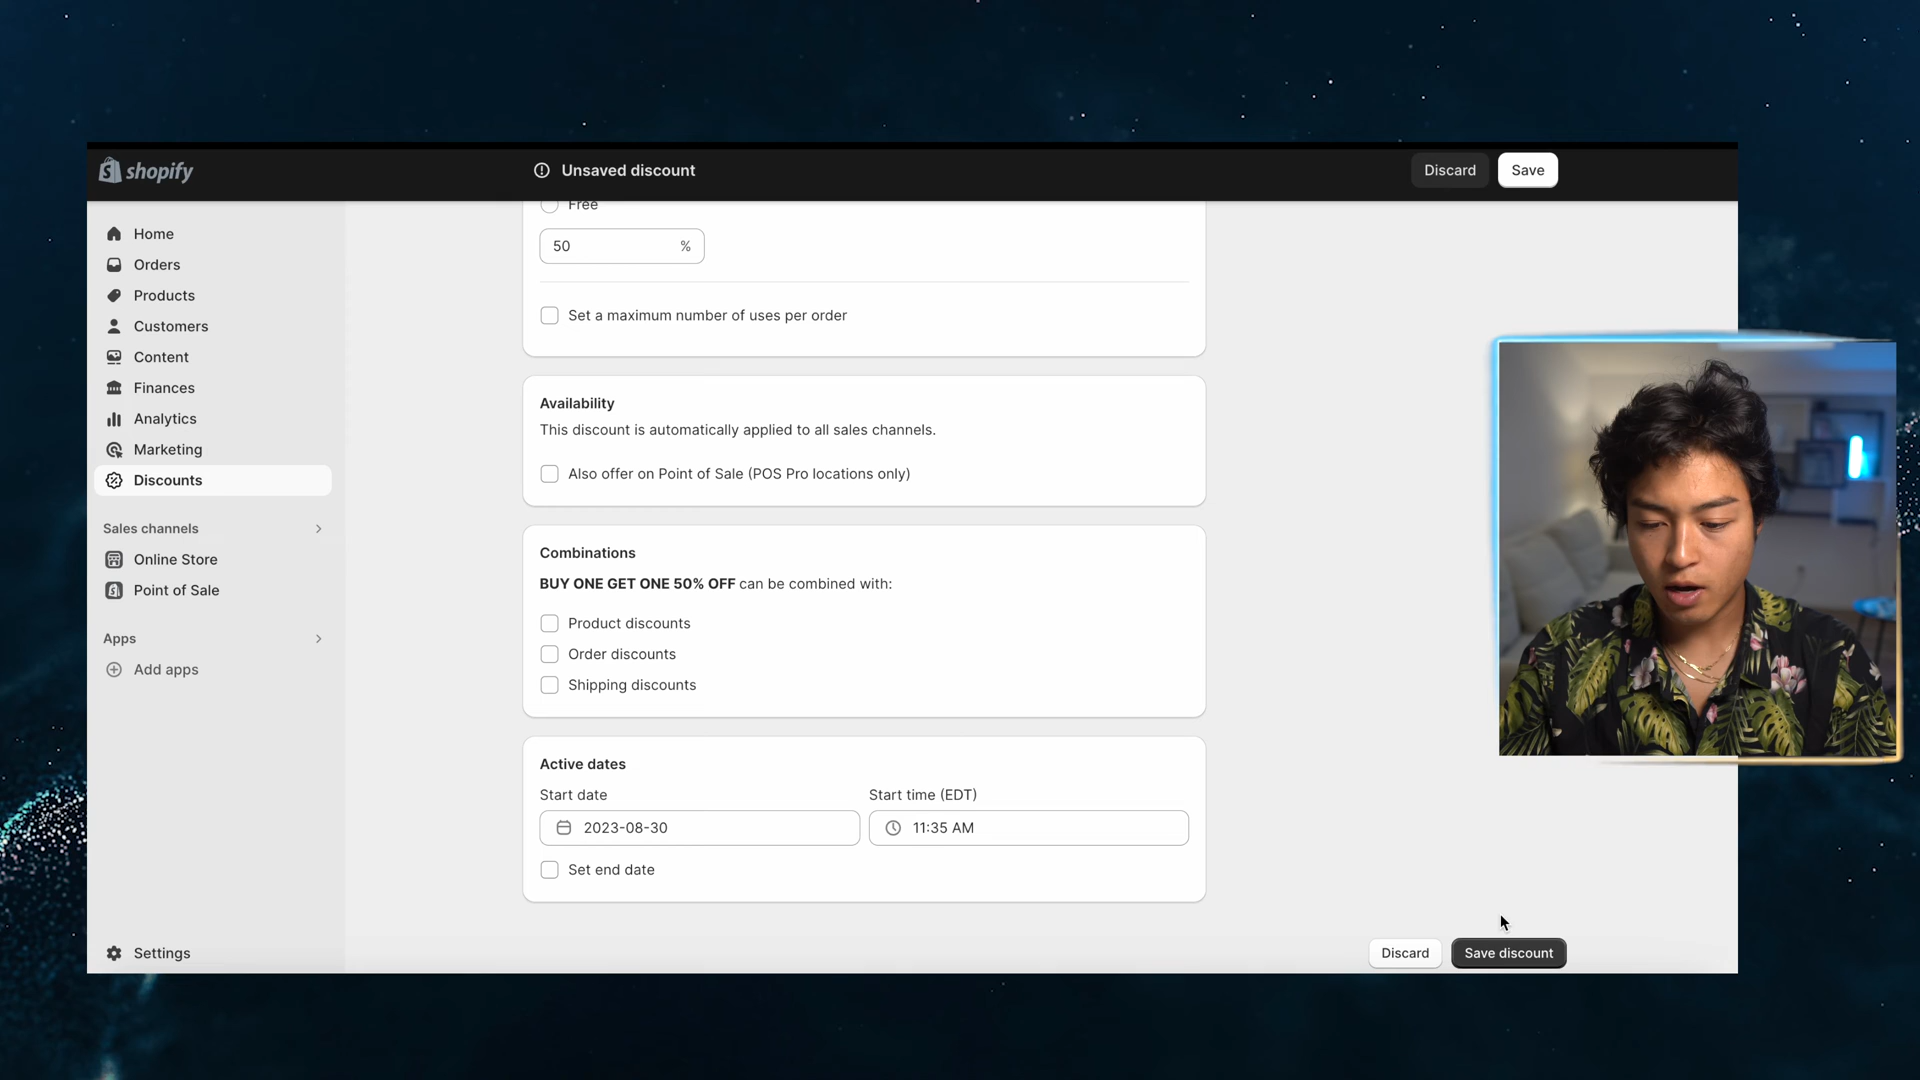 shopify
Unsaved discount
Discard
Save
Home
Orders
Products
Customers
Content
Finances
Analytics
Marketing
Discounts
Sales channels
Online Store
Point of Sale
Apps
Add apps
Settings
Free
50 %
Set a maximum number of uses per order
Availability
This discount is automatically applied to all sales channels.
Also offer on Point of Sale (POS Pro locations only)
Combinations
BUY ONE GET ONE 50% OFF can be combined with:
Product discounts
Order discounts
Shipping discounts
Active dates
Start date
Start time (EDT)
2023-08-30
11:35 AM
Set end date
Discard
Save discount